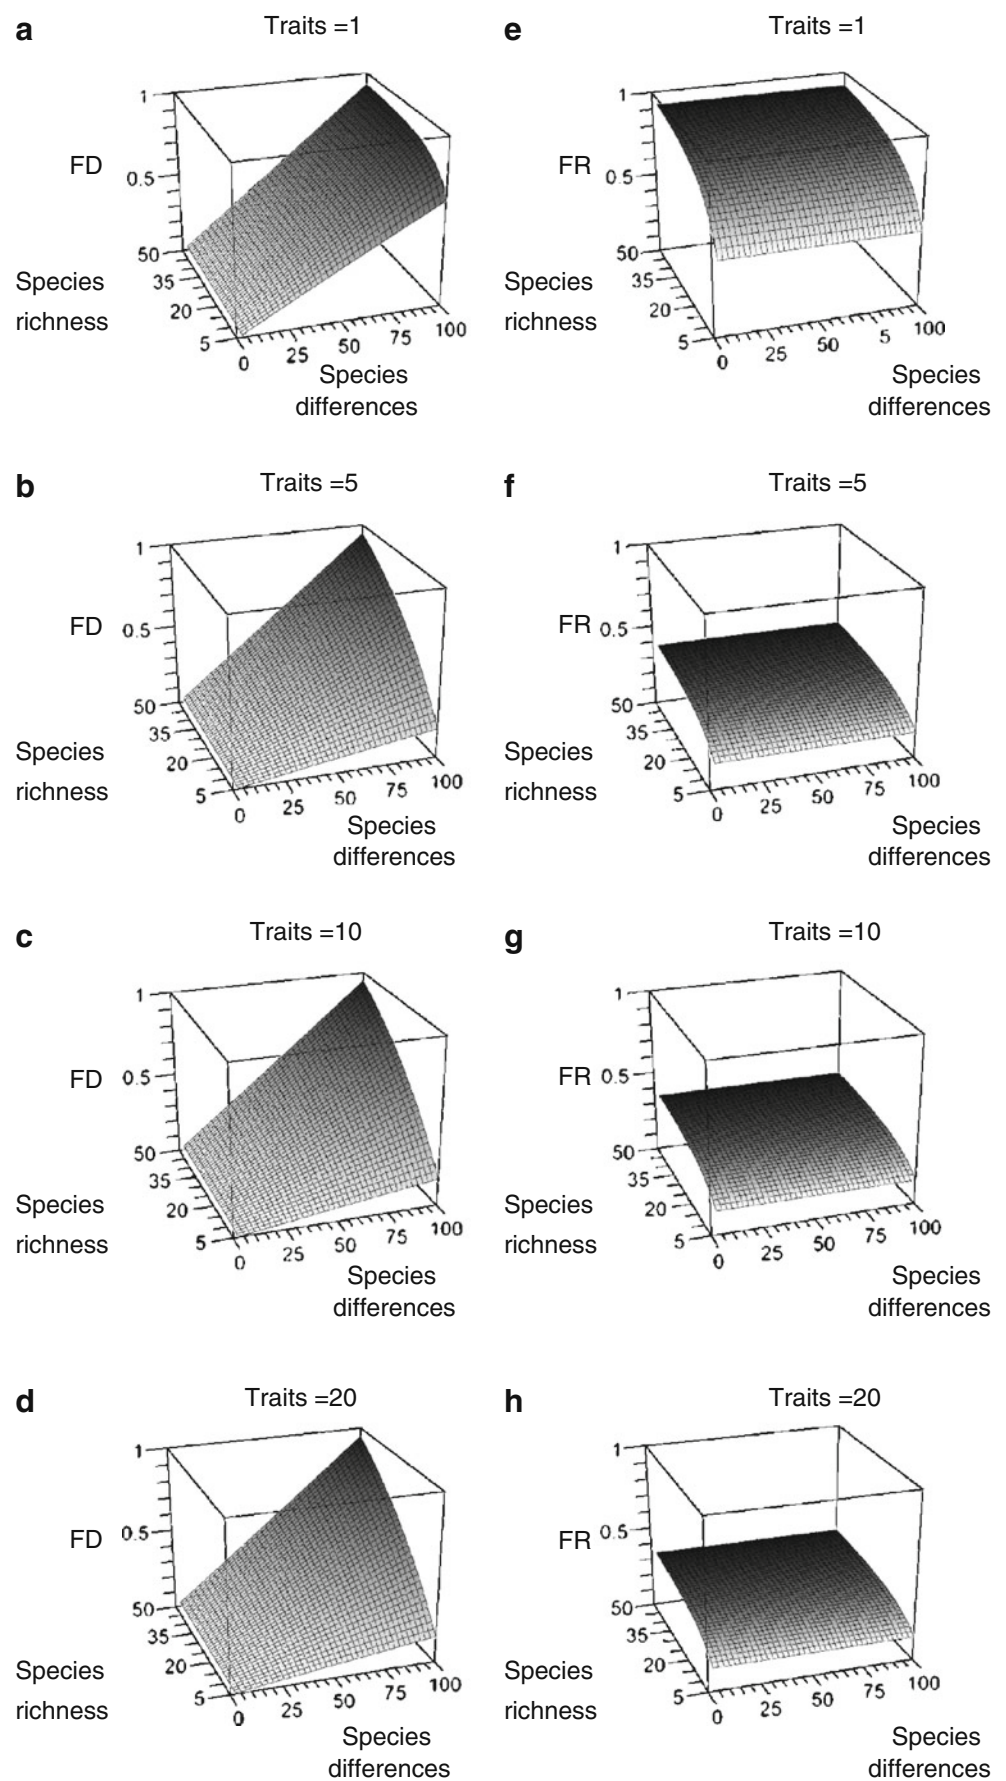 a
Traits =1
1
FD
0.5
50
Species
35
richness
20
5
0
25
50
75
100
Species
differences
e
Traits =1
1
FR
0.5
50
Species
35
richness
20
5
0
25
50
5
100
Species
differences
b
Traits =5
1
FD
0.5
50
35
Species
20
richness
5
0
25
50
75
100
Species
differences
f
Traits =5
1
FR
0.5
50
35
Species
20
richness
5
0
25
50
75
100
Species
differences
c
Traits =10
1
FD
0.5
50
35
Species
20
richness
5
0
25
50
75
100
Species
differences
g
Traits =10
1
FR
0.5
50
35
Species
20
richness
5
0
25
50
75
100
Species
differences
d
Traits =20
1
FD
0.5
50
35
Species
20
richness
5
0
25
50
75
100
Species
differences
h
Traits =20
1
FR
0.5
50
35
Species
20
richness
5
0
25
50
75
100
Species
differences